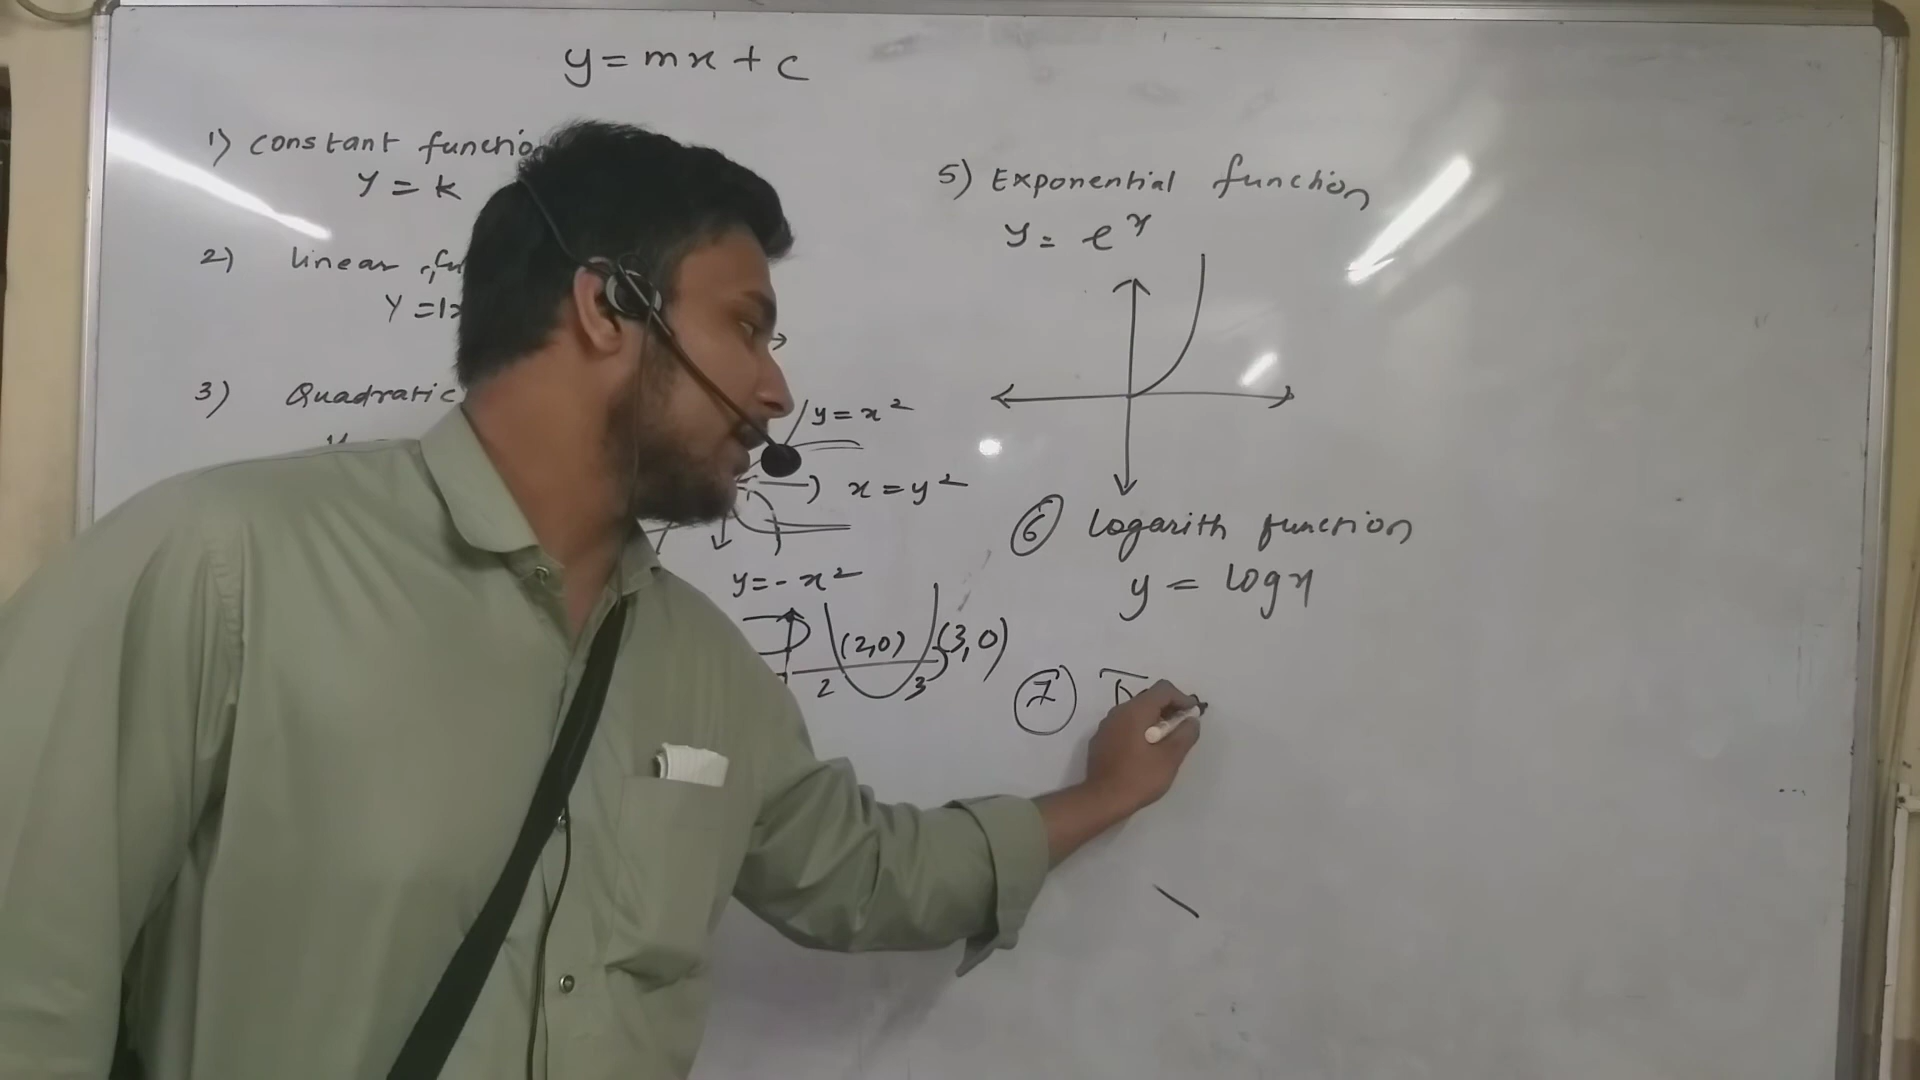 y = mx + c
1) constant function
y = k
2) linear
y = 1x
3) Quadratic
y = x²
x = y²
y = - x²
(2,0) (3,0)
2 3
5) Exponential function
y = e^x
6 Logarith function
y = log x
7